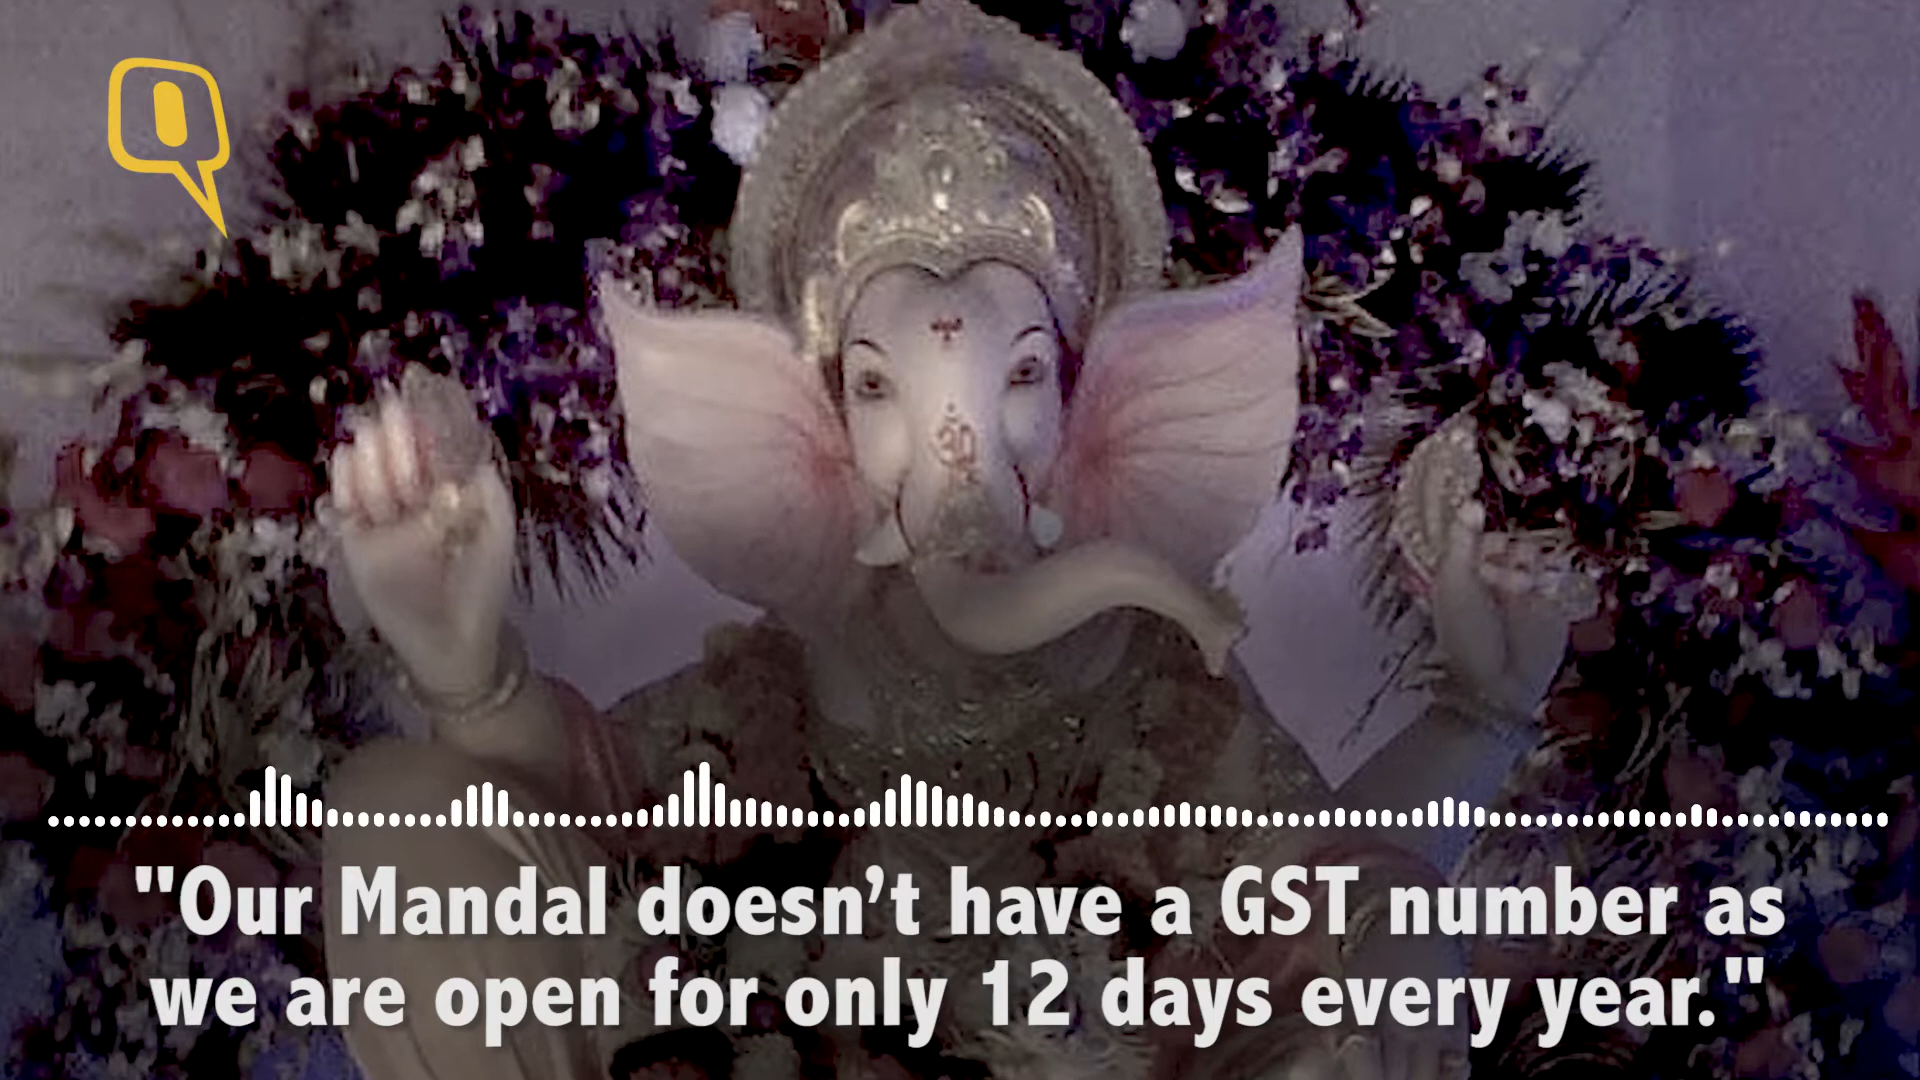 "Our Mandal doesn’t have a GST number as
we are open for only 12 days every year."